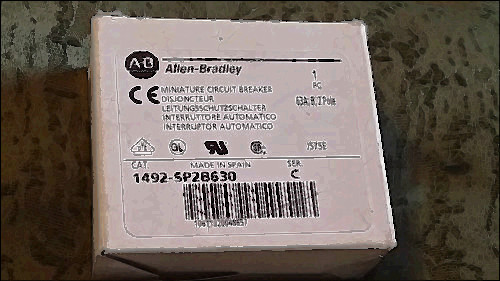 A-B
Allen-Bradley
1
PC
CE
MINIATURE CIRCUIT BREAKER
DISJONCTEUR
LEITUNGSSCHUTZSCHALTER
INTERRUTTORE AUTOMATICO
INTERRUPTOR AUTOMATICO
63A, B, 2 Pole
CAT.
MADE IN SPAIN
SER.
1492-SP2B630
C